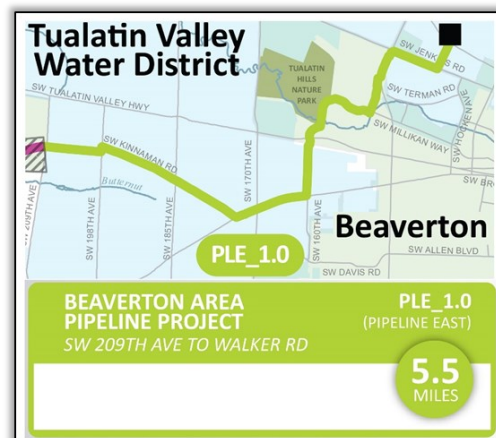 Tualatin Valley
Water District
SW JENKINS RD
TUALATIN
HILLS
NATURE
PARK
SW TERMAN RD
SW TUALATIN VALLEY HWY
SW HOCKEN AVE
SW MILLIKAN WAY
SW KINNAMAN RD
SW 170TH AVE
Butternut
SW BR
SW 209TH AVE
SW 198TH AVE
SW 185TH AVE
SW 160TH AVE
Beaverton
SW ALLEN BLVD
PLE_1.0
SW DAVIS RD
BEAVERTON AREA
PIPELINE PROJECT
SW 209TH AVE TO WALKER RD
PLE_1.0
(PIPELINE EAST)
5.5
MILES